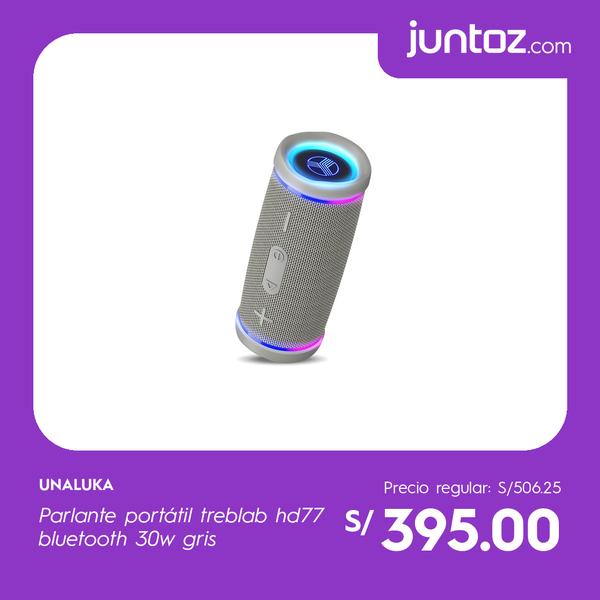 juntoz.com
UNALUKA
Parlante portátil treblab hd77
bluetooth 30w gris
Precio regular: S/506.25
S/ 395.00